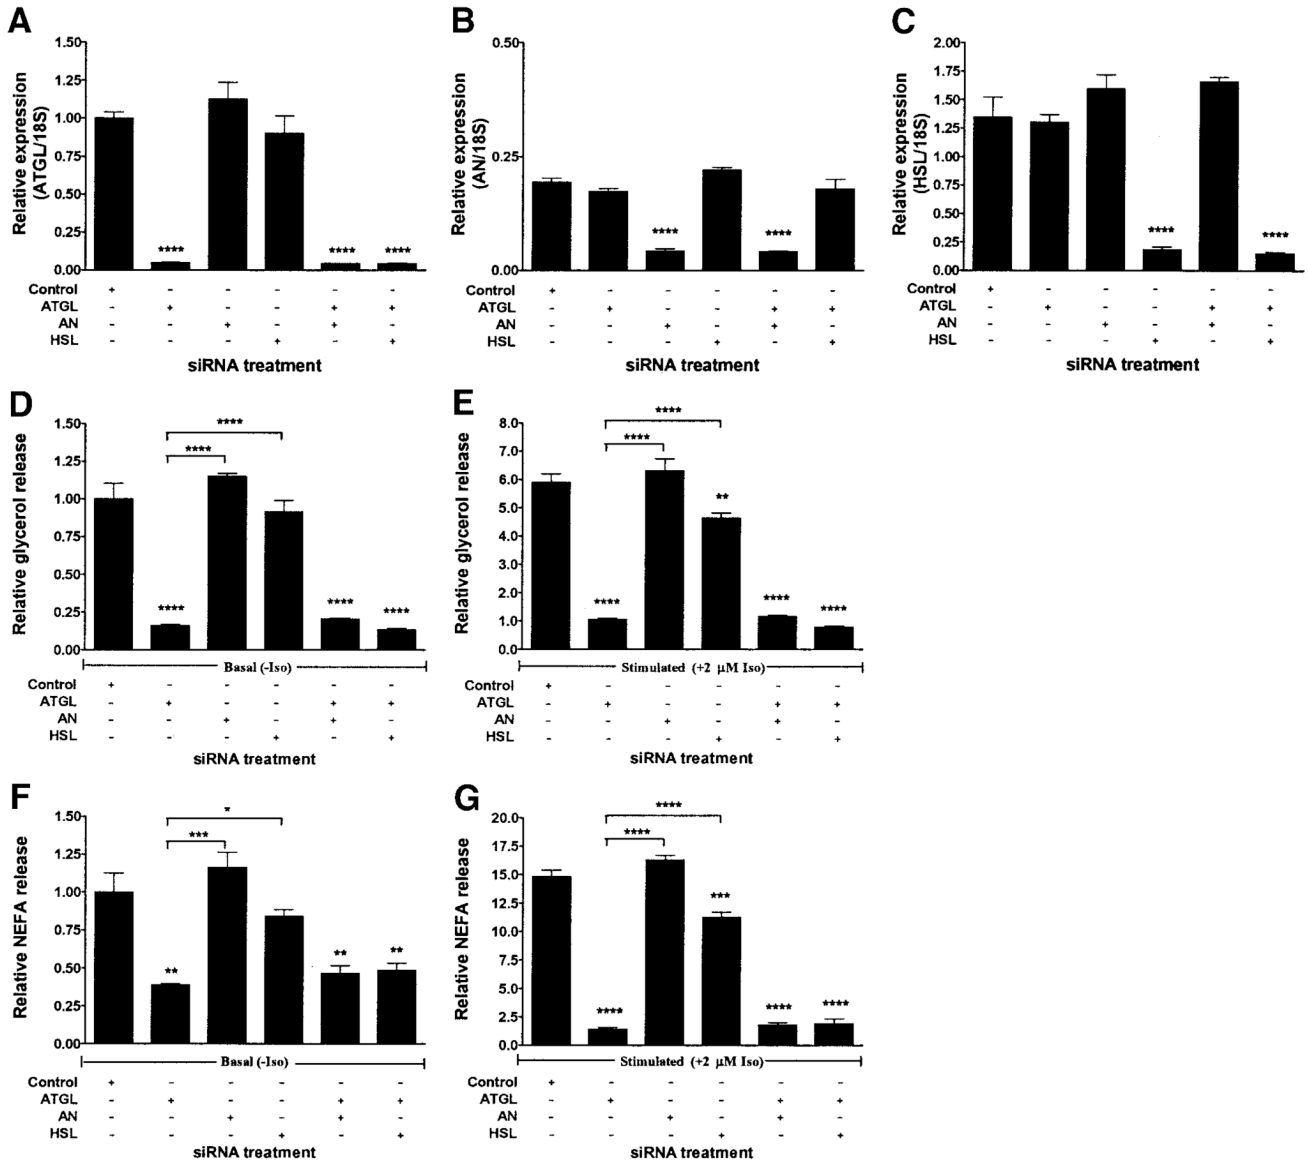 A
Relative expression
(ATGL/18S)
1.50
1.25
1.00
0.75
0.50
0.25
0.00
**** **** ****
Control + - - - - -
ATGL - + - - + +
AN - - + - + -
HSL - - - + - +
siRNA treatment
B
Relative expression
(AN/18S)
0.50
0.25
0.00
**** ****
Control + - - - - -
ATGL - + - - + +
AN - - + - + -
HSL - - - + - +
siRNA treatment
C
Relative expression
(HSL/18S)
2.00
1.75
1.50
1.25
1.00
0.75
0.50
0.25
0.00
**** ****
Control + - - - - -
ATGL - + - - + +
AN - - + - + -
HSL - - - + - +
siRNA treatment
D
Relative glycerol release
1.50
1.25
1.00
0.75
0.50
0.25
0.00
****
****
**** **** ****
Basal (-Iso)
Control + - - - - -
ATGL - + - - + +
AN - - + - + -
HSL - - - + - +
siRNA treatment
E
Relative glycerol release
8.0
7.0
6.0
5.0
4.0
3.0
2.0
1.0
0.0
****
****
**
**** **** ****
Stimulated (+2 μM Iso)
Control + - - - - -
ATGL - + - - + +
AN - - + - + -
HSL - - - + - +
siRNA treatment
F
Relative NEFA release
1.50
1.25
1.00
0.75
0.50
0.25
0.00
*
***
** ** **
Basal (-Iso)
Control + - - - - -
ATGL - + - - + +
AN - - + - + -
HSL - - - + - +
siRNA treatment
G
Relative NEFA release
20.0
17.5
15.0
12.5
10.0
7.5
5.0
2.5
0.0
****
****
***
**** **** ****
Stimulated (+2 μM Iso)
Control + - - - - -
ATGL - + - - + +
AN - - + - + -
HSL - - - + - +
siRNA treatment